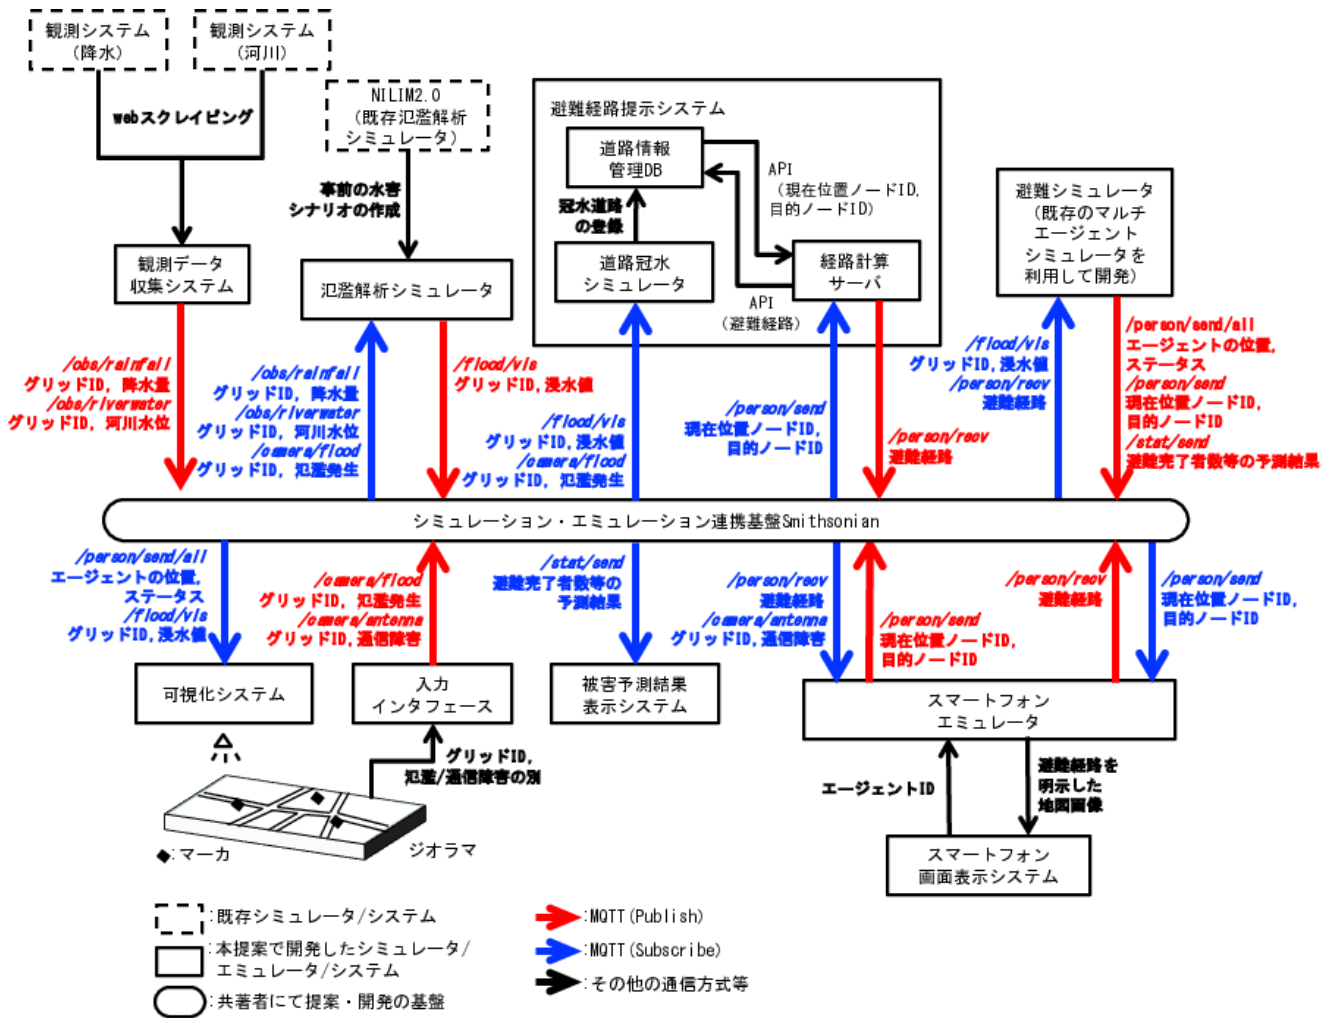 観測システム
(降水)
観測システム
(河川)
webスクレイピング
NILIM2.0
(既存氾濫解析
シミュレータ)
事前の水害
シナリオの作成
観測データ
収集システム
氾濫解析シミュレータ
避難経路提示システム
道路情報
管理DB
API
(現在位置ノードID,
目的ノードID)
冠水道路
の登録
道路冠水
シミュレータ
経路計算
サーバ
API
(避難経路)
避難シミュレータ
(既存のマルチ
エージェント
シミュレータを
利用して開発)
/obs/rainfall
グリッドID, 降水量
/obs/riverwater
グリッドID, 河川水位
/obs/rainfall
グリッドID, 降水量
/obs/riverwater
グリッドID, 河川水位
/camera/flood
グリッドID, 氾濫発生
/flood/vis
グリッドID,浸水値
/flood/vis
グリッドID,浸水値
/camera/flood
グリッドID, 氾濫発生
/person/send
現在位置ノードID,
目的ノードID
/person/recv
避難経路
/flood/vis
グリッドID,浸水値
/person/recv
避難経路
/person/send/all
エージェントの位置,
ステータス
/person/send
現在位置ノードID,
目的ノードID
/stat/send
避難完了者数等の予測結果
シミュレーション・エミュレーション連携基盤Smithsonian
/person/send/all
エージェントの位置,
ステータス
/flood/vis
グリッドID,浸水値
/camera/flood
グリッドID, 氾濫発生
/camera/antenna
グリッドID,通信障害
/stat/send
避難完了者数等の
予測結果
/person/recv
避難経路
/camera/antenna
グリッドID,通信障害
/person/send
現在位置ノードID,
目的ノードID
/person/recv
避難経路
/person/send
現在位置ノードID,
目的ノードID
可視化システム
入力
インタフェース
被害予測結果
表示システム
スマートフォン
エミュレータ
グリッドID,
氾濫/通信障害の別
エージェントID
避難経路を
明示した
地図画像
◆:マーカ
ジオラマ
スマートフォン
画面表示システム
:既存シミュレータ/システム
:本提案で開発したシミュレータ/
エミュレータ/システム
:共著者にて提案・開発の基盤
:MQTT(Publish)
:MQTT(Subscribe)
:その他の通信方式等